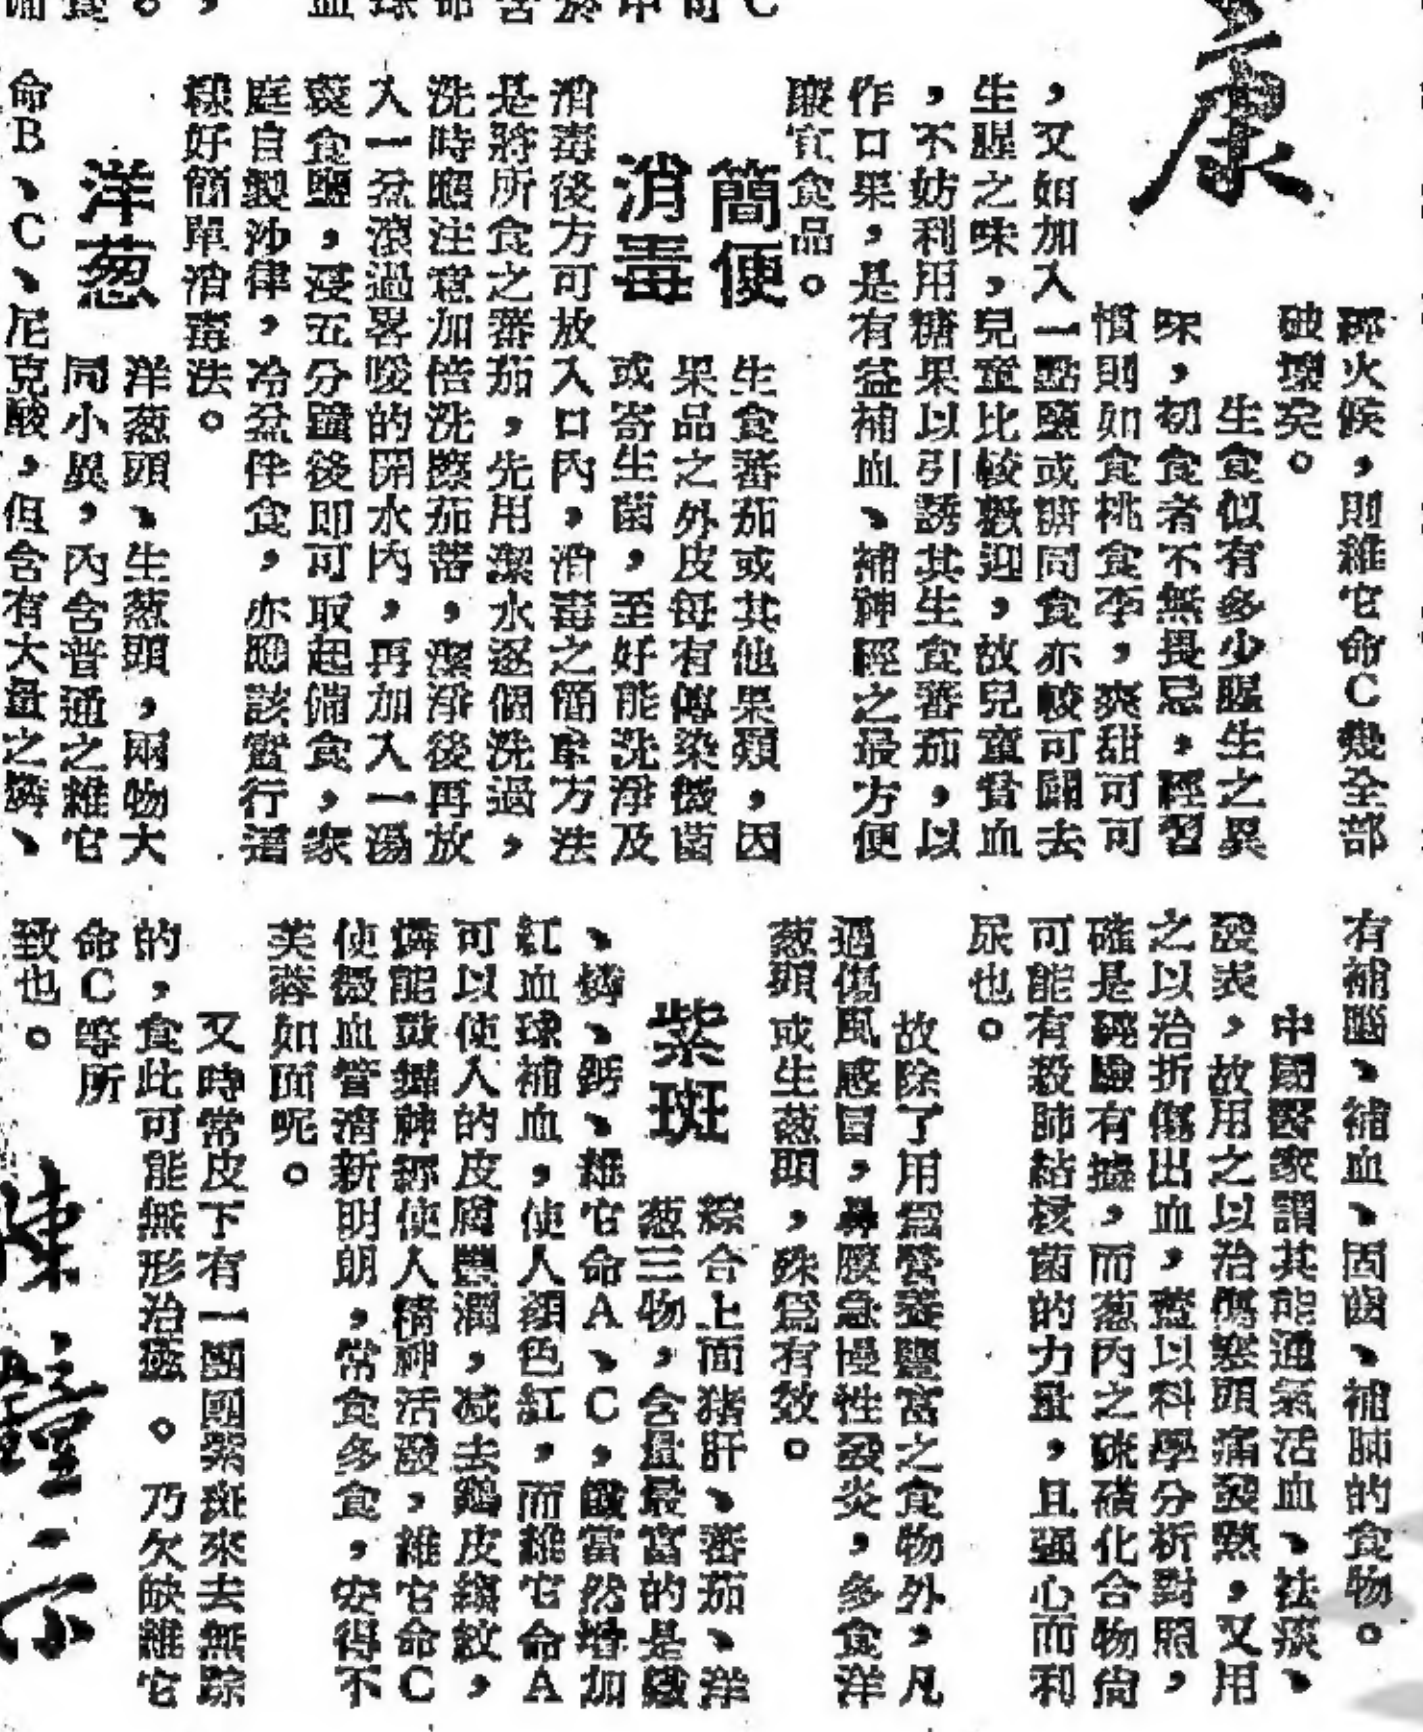 康
經火候，則維它命C幾全部
破壞矣。
生食似有多少腥生之異
味，初食者不無畏忌，經習
慣則如食桃食李，爽甜可可
，又如加入一點鹽或糖同食亦較可闢去
生腥之味，兒童比較歡迎，故兒童貧血
，不妨利用糖果以引誘其生食蕃茄，以
作口果，是有益補血、補神經之最方便
廉宜食品。
簡便
消毒
生食蕃茄或其他果類，因
果品之外皮每有傳染微菌
或寄生菌，至好能洗淨及
消毒後方可放入口內，消毒之簡單方法
是將所食之蕃茄，先用潔水逐個洗過，
洗時應注意加倍洗擦茄蒂，潔淨後再放
入一盆滾過畧暖的開水內，再加入一湯
羹食鹽，浸五分鐘後即可取起備食，家
庭自製沙律，冷盆伴食，亦應該實行這
樣好簡單消毒法。
洋葱
洋葱頭、生葱頭，兩物大
同小異，內含普通之維它
命B、C、尼克酸，但含有大量之燐、
有補腦、補血、固齒、補肺的食物。
中國醫家謂其能通氣活血、祛痰、
發表，故用之以治傷寒頭痛發熱，又用
之以治折傷出血，蓋以科學分析對照，
確是經驗有據，而葱內之硫磺化合物尙
可能有殺肺結核菌的力量，且强心而利
尿也。
故除了用爲營養豐富之食物外，凡
遇傷風感冒，鼻膜急慢性發炎，多食洋
葱頭或生葱頭，殊爲有效。
紫斑
綜合上面猪肝、蕃茄、洋
葱三物，含量最富的是鐵
、燐、鈣、維它命A、C，鐵當然增加
紅血球補血，使人顏色紅，而維它命A
可以使人的皮膚豐潤，減去鷄皮縐紋，
燐能鼓舞神經使人精神活潑，維它命C
使微血管清新明朗，常食多食，安得不
芙蓉如面呢。
又時常皮下有一團團紫斑來去無踪
的，食此可能無形治癒。乃欠缺維它
命C等所
致也。